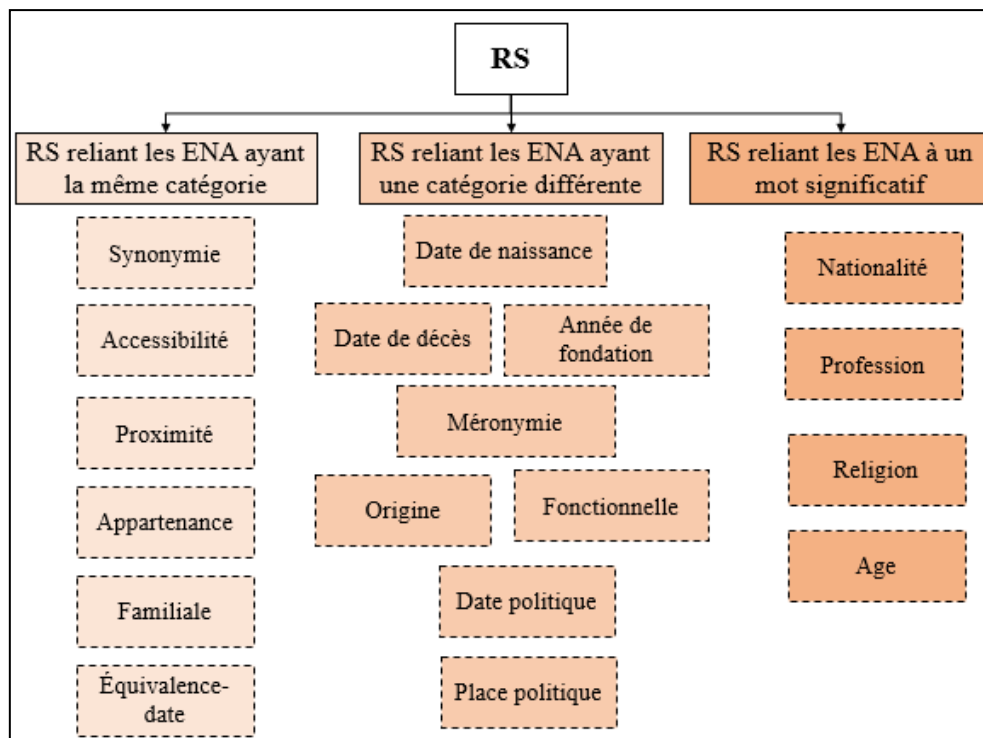 RS
RS reliant les ENA ayant
la même catégorie
RS reliant les ENA ayant
une catégorie différente
RS reliant les ENA à un
mot significatif
Synonymie
Accessibilité
Proximité
Appartenance
Familiale
Équivalence-
date
Date de naissance
Date de décès
Année de
fondation
Méronymie
Origine
Fonctionnelle
Date politique
Place politique
Nationalité
Profession
Religion
Age